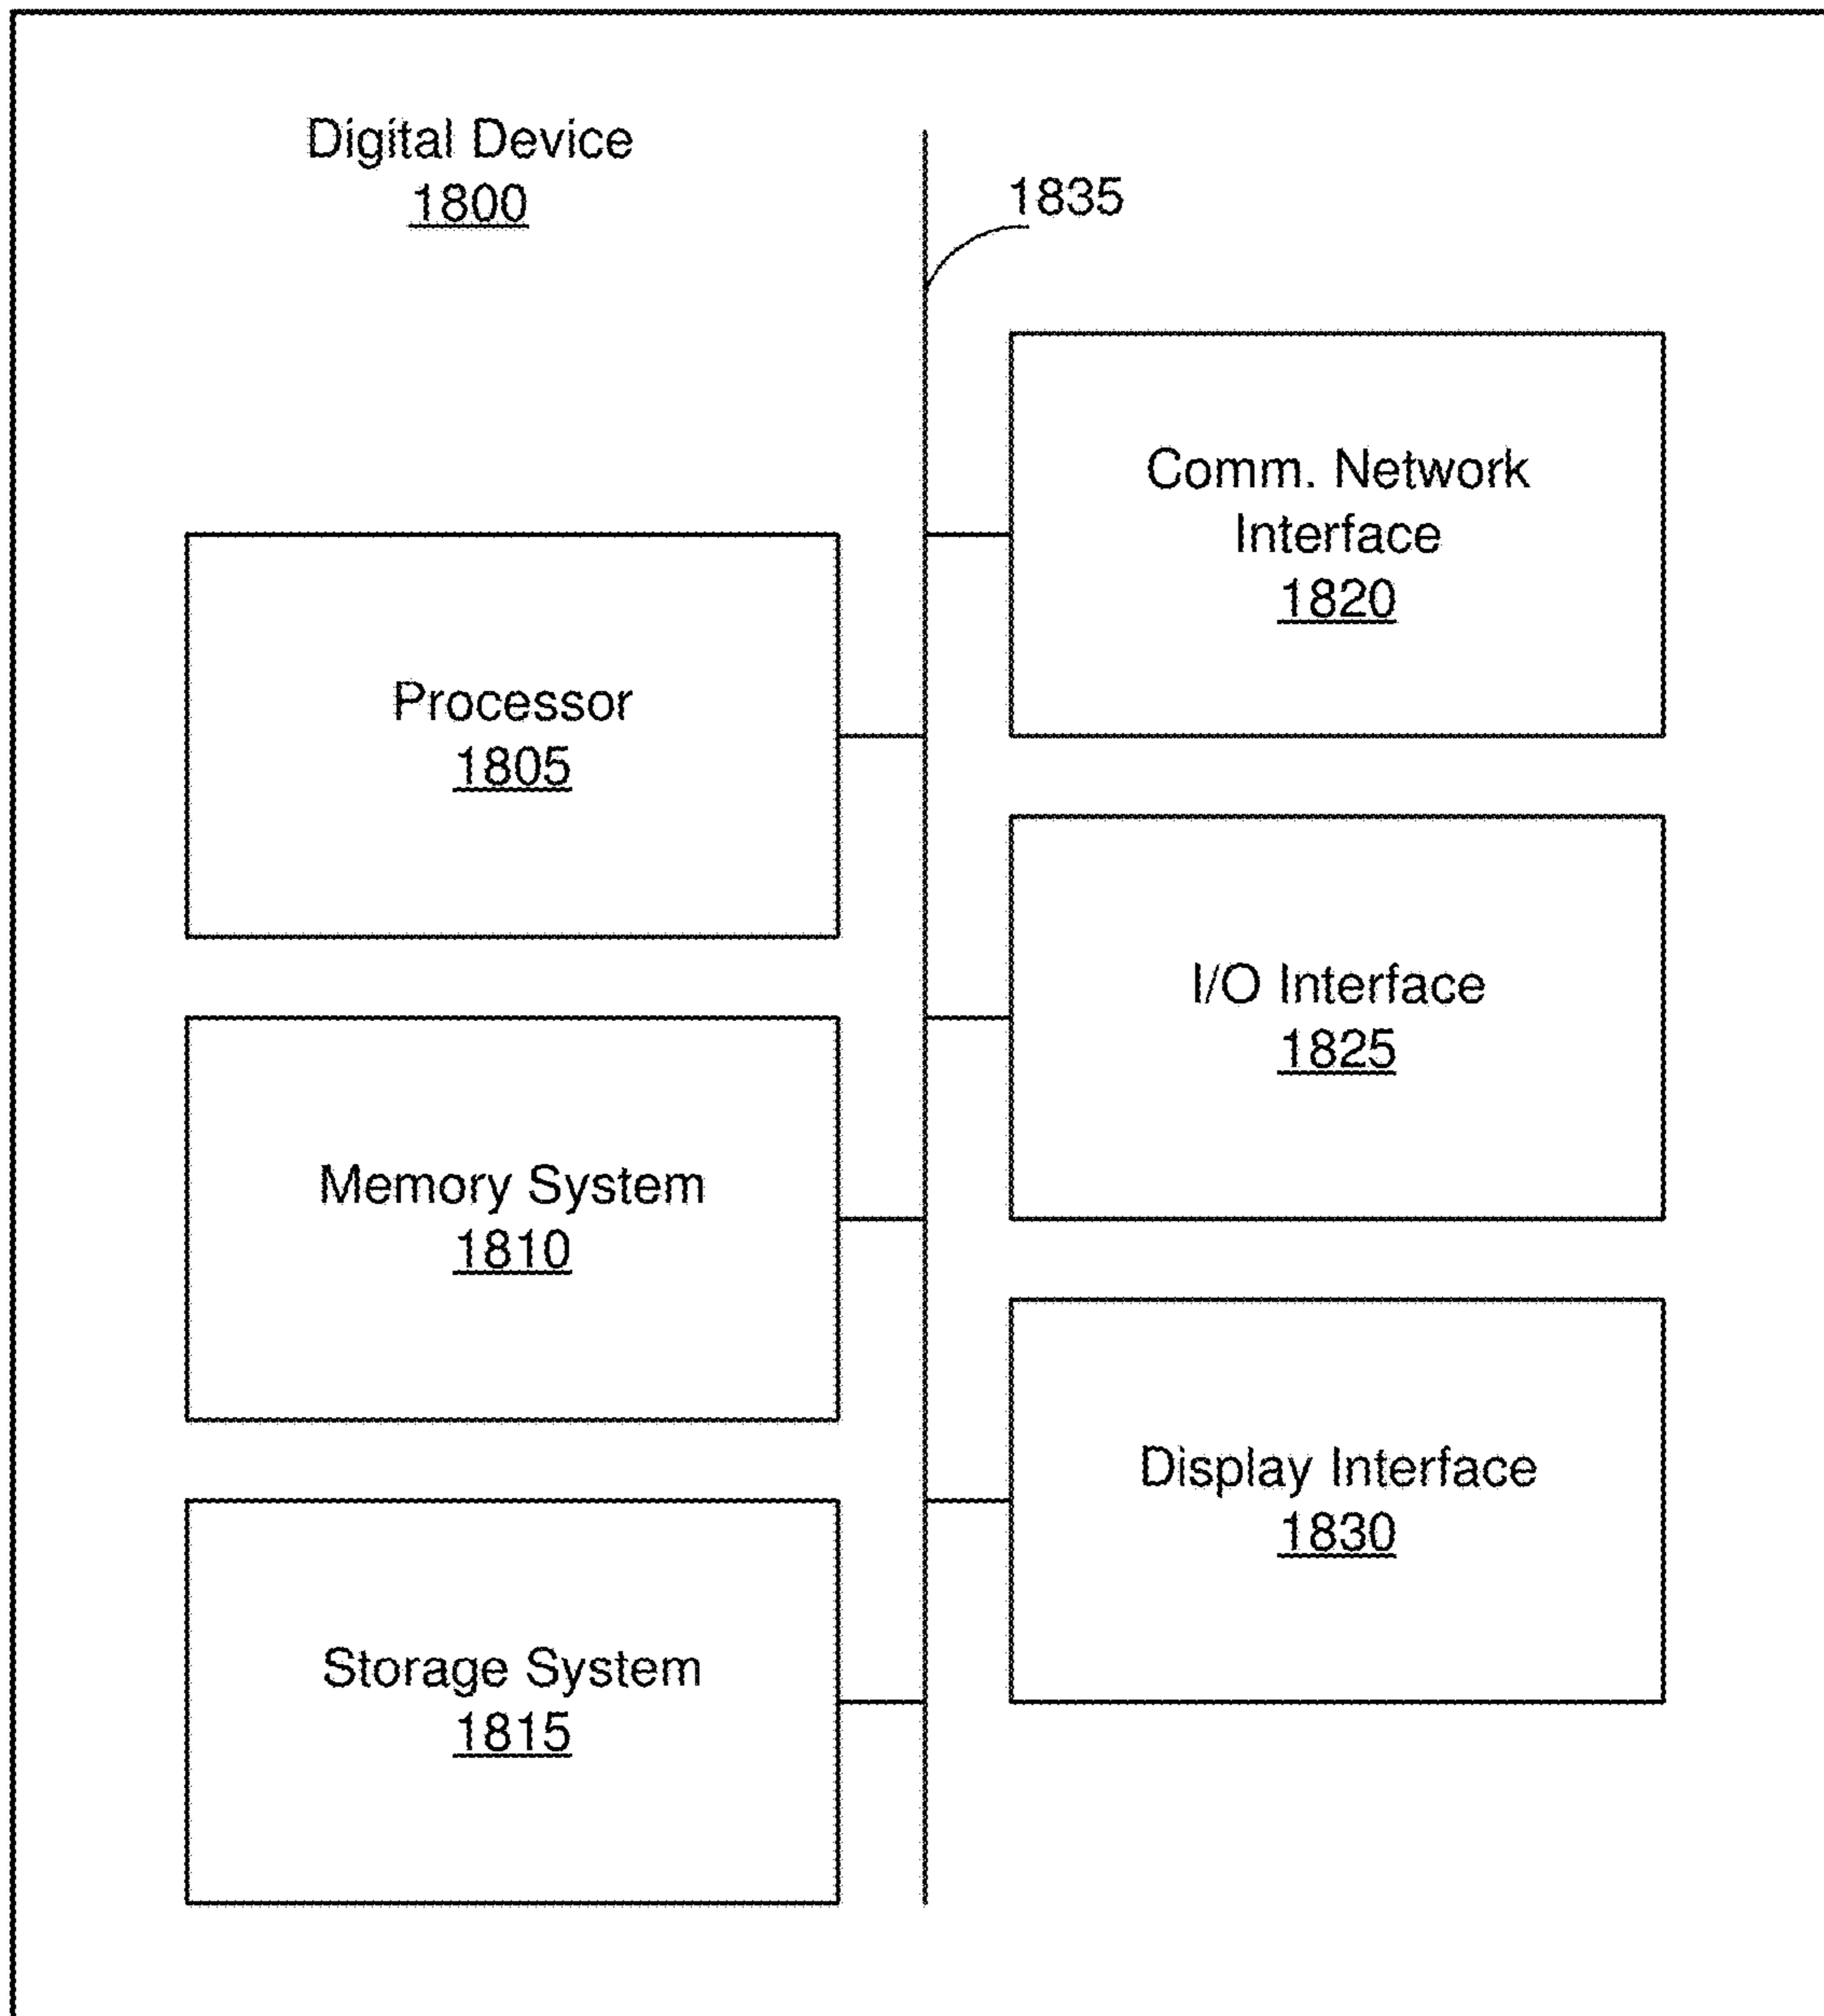 Digital Device
1800
1835
Comm. Network
Interface
1820
Processor
1805
I/O Interface
1825
Memory System
1810
Display Interface
1830
Storage System
1815